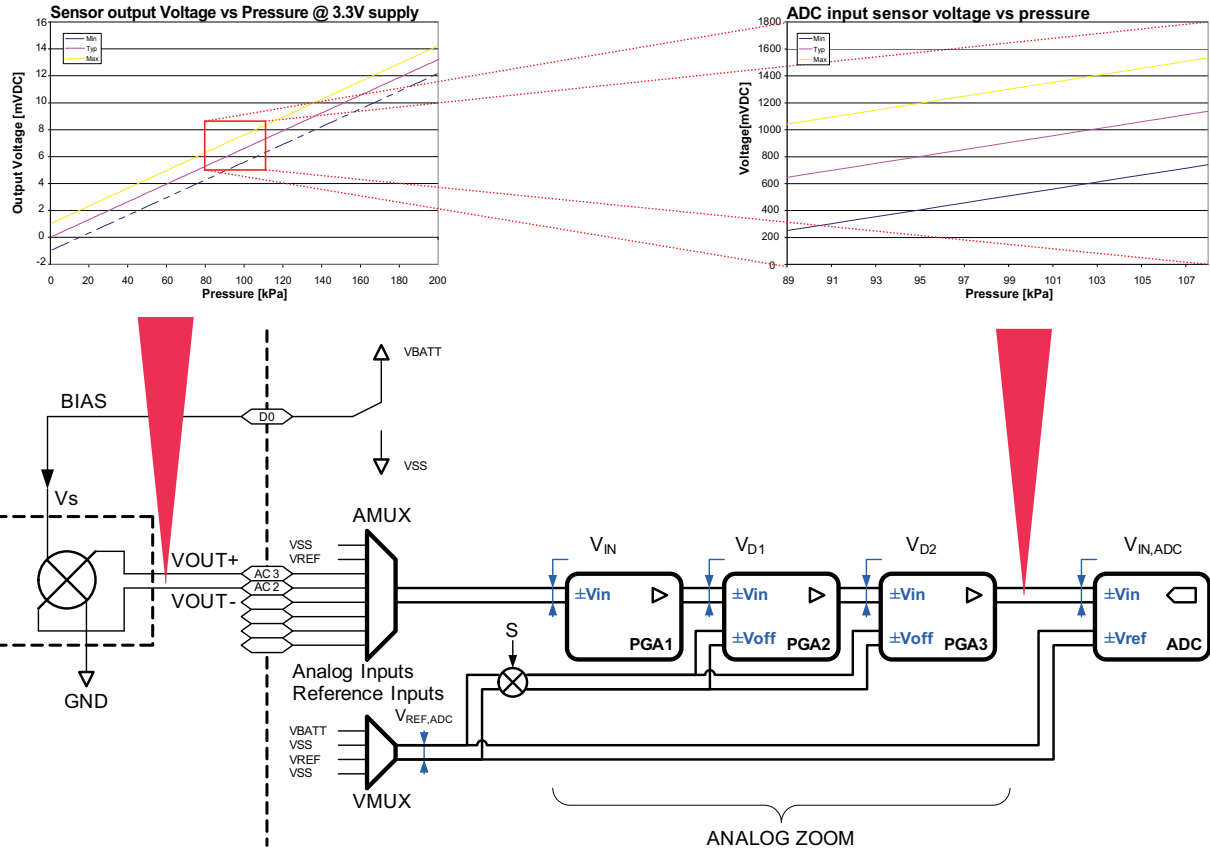 Sensor output Voltage vs Pressure @ 3.3V supply
Output Voltage [mVDC]
16
14
12
10
8
6
4
2
0
-2
Min
Typ
Max
0 20 40 60 80 100 120 140 160 180 200
Pressure [kPa]
ADC input sensor voltage vs pressure
Voltage[mVDC]
1800
1600
1400
1200
1000
800
600
400
200
0
Min
Typ
Max
89 91 93 95 97 99 101 103 105 107
Pressure [kPa]
VBATT
BIAS
D0
VSS
Vs
AMUX
VSS
VREF
VOUT+
AC 3
AC 2
VOUT-
GND
Analog Inputs
Reference Inputs
VBATT
VSS
VREF
VSS
VMUX
VREF,ADC
S
VIN
VD1
VD2
VIN,ADC
±Vin
PGA1
±Vin
±Voff
PGA2
±Vin
±Voff
PGA3
±Vin
±Vref
ADC
ANALOG ZOOM